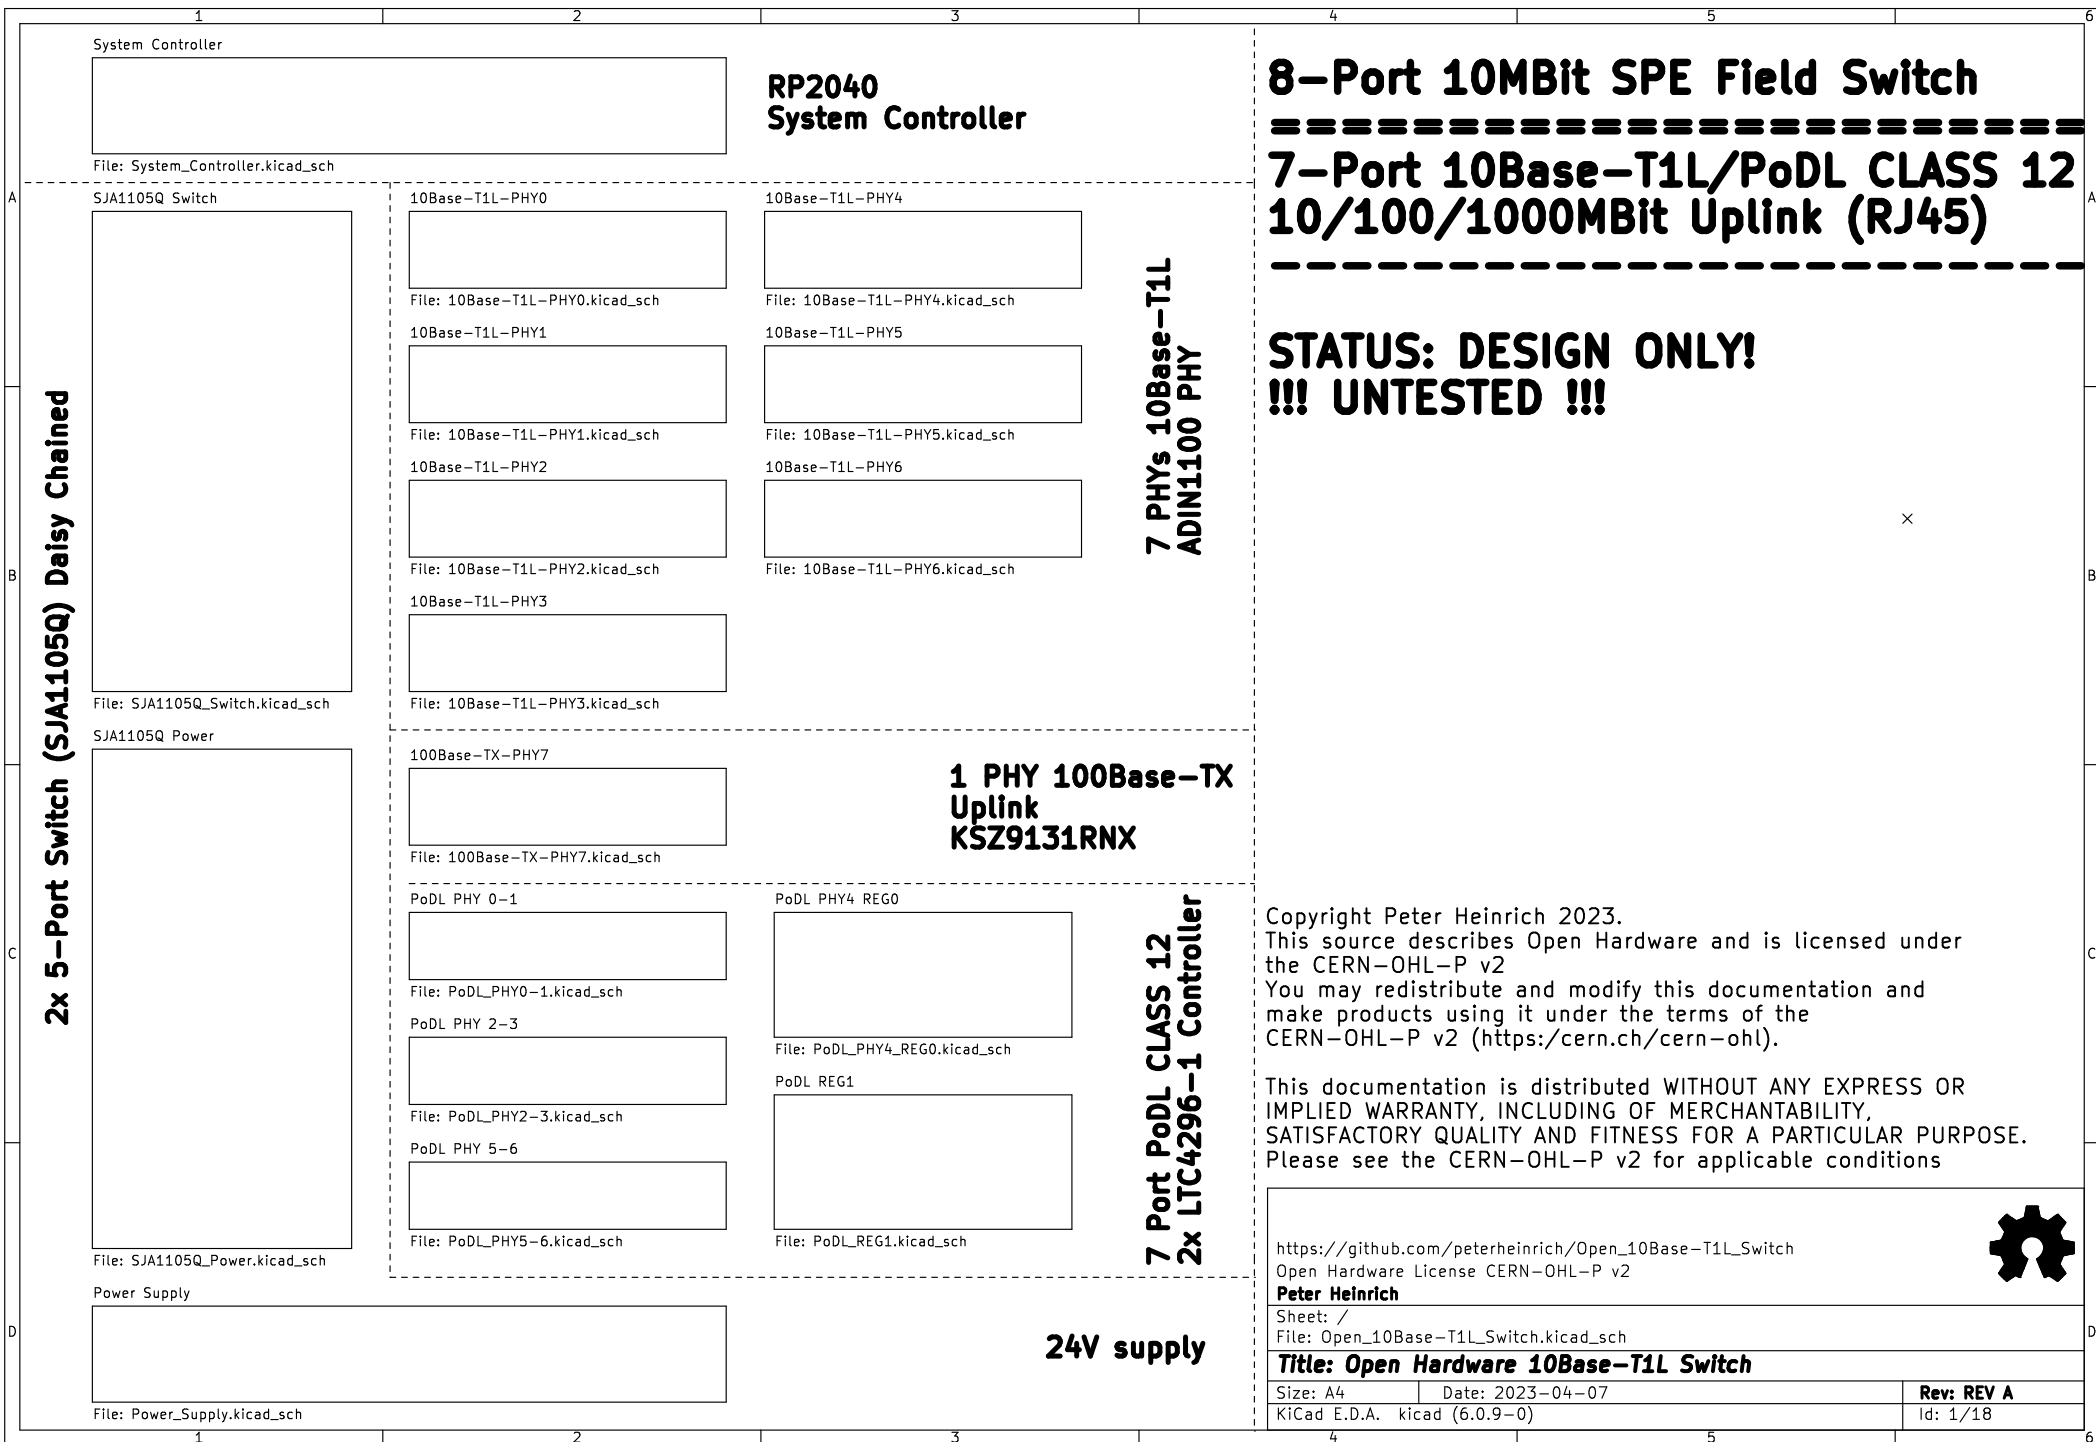 1 2 3 4 5 6
System Controller
File: System_Controller.kicad_sch
RP2040
System Controller
8-Port 10MBit SPE Field Switch
=======================
7-Port 10Base-T1L/PoDL CLASS 12
10/100/1000MBit Uplink (RJ45)
-----------------------
STATUS: DESIGN ONLY!
!!! UNTESTED !!!
A
A
B
B
C
C
D
D
2x 5-Port Switch (SJA1105Q) Daisy Chained
SJA1105Q Switch
File: SJA1105Q_Switch.kicad_sch
SJA1105Q Power
File: SJA1105Q_Power.kicad_sch
10Base-T1L-PHY0
File: 10Base-T1L-PHY0.kicad_sch
10Base-T1L-PHY1
File: 10Base-T1L-PHY1.kicad_sch
10Base-T1L-PHY2
File: 10Base-T1L-PHY2.kicad_sch
10Base-T1L-PHY3
File: 10Base-T1L-PHY3.kicad_sch
10Base-T1L-PHY4
File: 10Base-T1L-PHY4.kicad_sch
10Base-T1L-PHY5
File: 10Base-T1L-PHY5.kicad_sch
10Base-T1L-PHY6
File: 10Base-T1L-PHY6.kicad_sch
7 PHYs 10Base-T1L
ADIN1100 PHY
100Base-TX-PHY7
File: 100Base-TX-PHY7.kicad_sch
1 PHY 100Base-TX
Uplink
KSZ9131RNX
PoDL PHY 0-1
File: PoDL_PHY0-1.kicad_sch
PoDL PHY 2-3
File: PoDL_PHY2-3.kicad_sch
PoDL PHY 5-6
File: PoDL_PHY5-6.kicad_sch
PoDL PHY4 REG0
File: PoDL_PHY4_REG0.kicad_sch
PoDL REG1
File: PoDL_REG1.kicad_sch
7 Port PoDL CLASS 12
2x LTC4296-1 Controller
Power Supply
File: Power_Supply.kicad_sch
24V supply
Copyright Peter Heinrich 2023.
This source describes Open Hardware and is licensed under
the CERN-OHL-P v2
You may redistribute and modify this documentation and
make products using it under the terms of the
CERN-OHL-P v2 (https:/cern.ch/cern-ohl).
This documentation is distributed WITHOUT ANY EXPRESS OR
IMPLIED WARRANTY, INCLUDING OF MERCHANTABILITY,
SATISFACTORY QUALITY AND FITNESS FOR A PARTICULAR PURPOSE.
Please see the CERN-OHL-P v2 for applicable conditions
https://github.com/peterheinrich/Open_10Base-T1L_Switch
Open Hardware License CERN-OHL-P v2
Peter Heinrich
Sheet: /
File: Open_10Base-T1L_Switch.kicad_sch
Title: Open Hardware 10Base-T1L Switch
Size: A4 Date: 2023-04-07 Rev: REV A
KiCad E.D.A. kicad (6.0.9-0) Id: 1/18
1 2 3 4 5 6